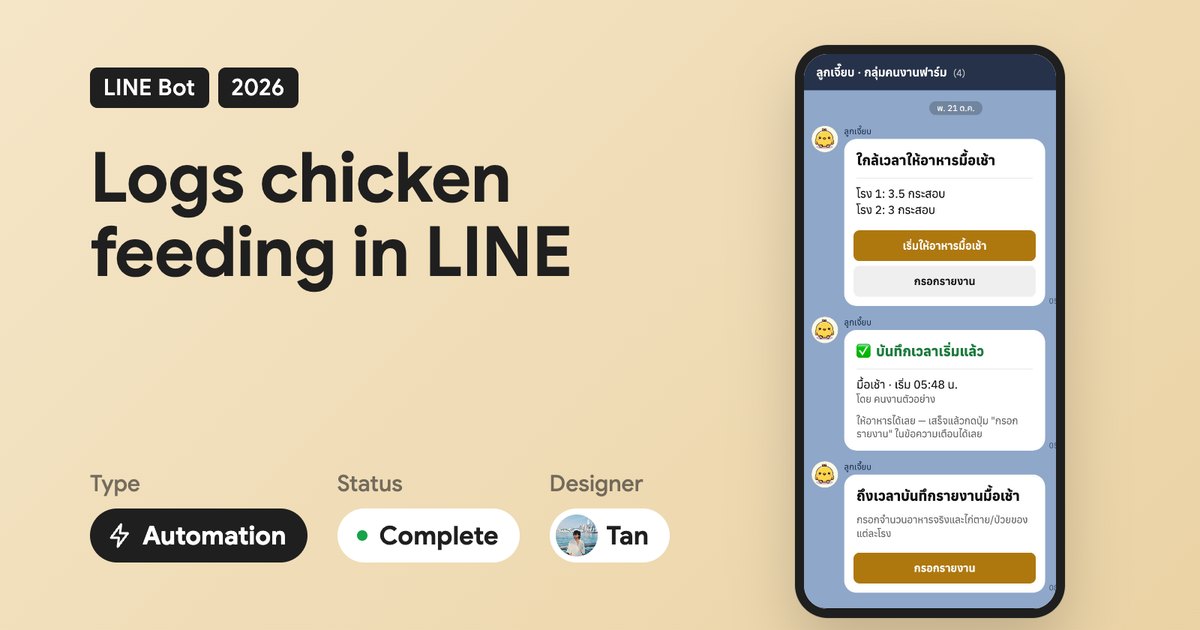 LINE Bot
2026
Logs chicken
feeding in LINE
Type
Status
Designer
Automation
Complete
Tan
ลูกเจี๊ยบ · กลุ่มคนงานฟาร์ม (4)
พ. 21 ต.ค.
ลูกเจี๊ยบ
ใกล้เวลาให้อาหารมื้อเช้า
โรง 1: 3.5 กระสอบ
โรง 2: 3 กระสอบ
เริ่มให้อาหารมื้อเช้า
กรอกรายงาน
ลูกเจี๊ยบ
✅ บันทึกเวลาเริ่มแล้ว
มื้อเช้า · เริ่ม 05:48 น.
โดย คนงานตัวอย่าง
ให้อาหารได้เลย — เสร็จแล้วกดปุ่ม "กรอก
รายงาน" ในข้อความเตือนได้เลย
ลูกเจี๊ยบ
ถึงเวลาบันทึกรายงานมื้อเช้า
กรอกจำนวนอาหารจริงและไก่ตาย/ป่วยของ
แต่ละโรง
กรอกรายงาน